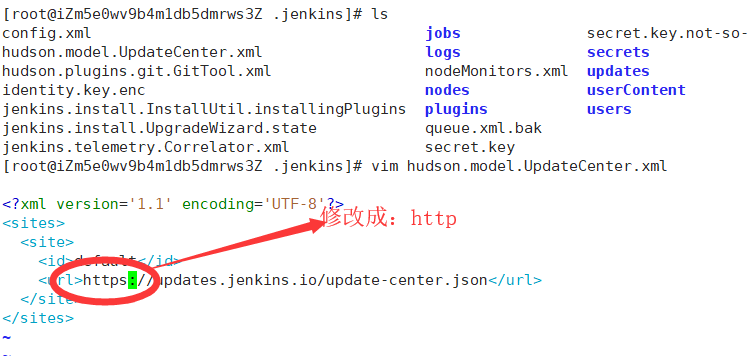 [root@iZm5e0wv9b4m1db5dmrws3Z .jenkins]# ls
config.xml jobs secret.key.not-so-
hudson.model.UpdateCenter.xml logs secrets
hudson.plugins.git.GitTool.xml nodeMonitors.xml updates
identity.key.enc nodes userContent
jenkins.install.InstallUtil.installingPlugins plugins users
jenkins.install.UpgradeWizard.state queue.xml.bak
jenkins.telemetry.Correlator.xml secret.key
[root@iZm5e0wv9b4m1db5dmrws3Z .jenkins]# vim hudson.model.UpdateCenter.xml
<?xml version='1.1' encoding='UTF-8'?>
修改成：http
<sites>
<site>
<id>default</id>
<url>https://updates.jenkins.io/update-center.json</url>
</site>
</sites>
~
~